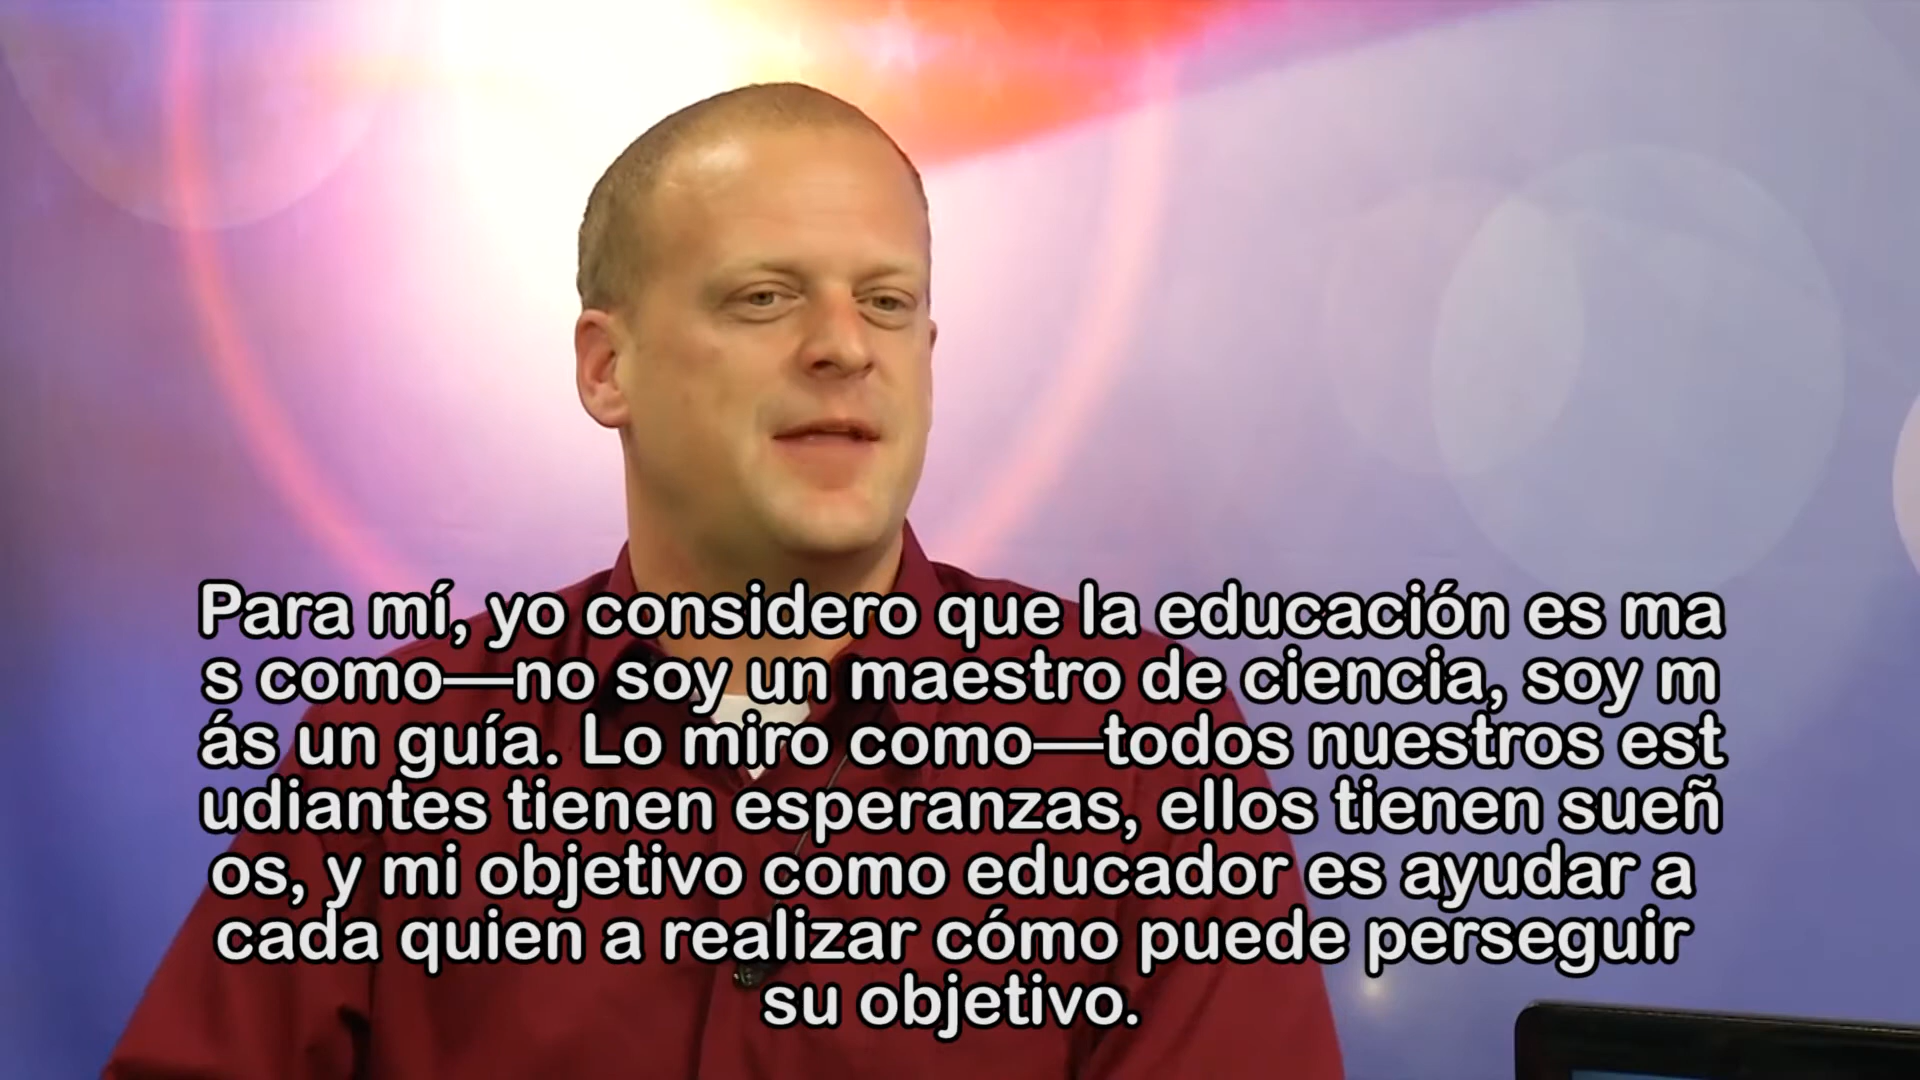 Para mí, yo considero que la educación es ma
s como—no soy un maestro de ciencia, soy m
ás un guía. Lo miro como—todos nuestros est
udiantes tienen esperanzas, ellos tienen sueñ
os, y mi objetivo como educador es ayudar a
cada quien a realizar cómo puede perseguir
su objetivo.